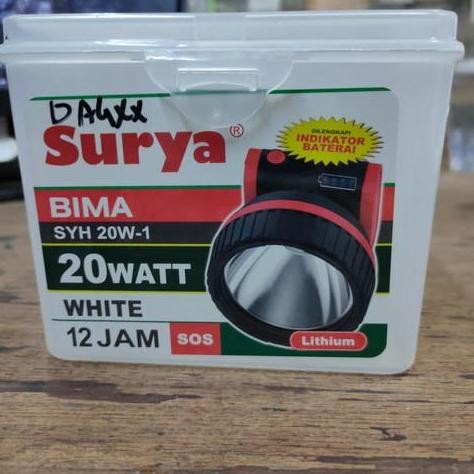 Surya®
DILENGKAPI
INDIKATOR
BATERAI
BIMA
SYH 20W-1
20WATT
WHITE
12 JAM
SOS
Lithium